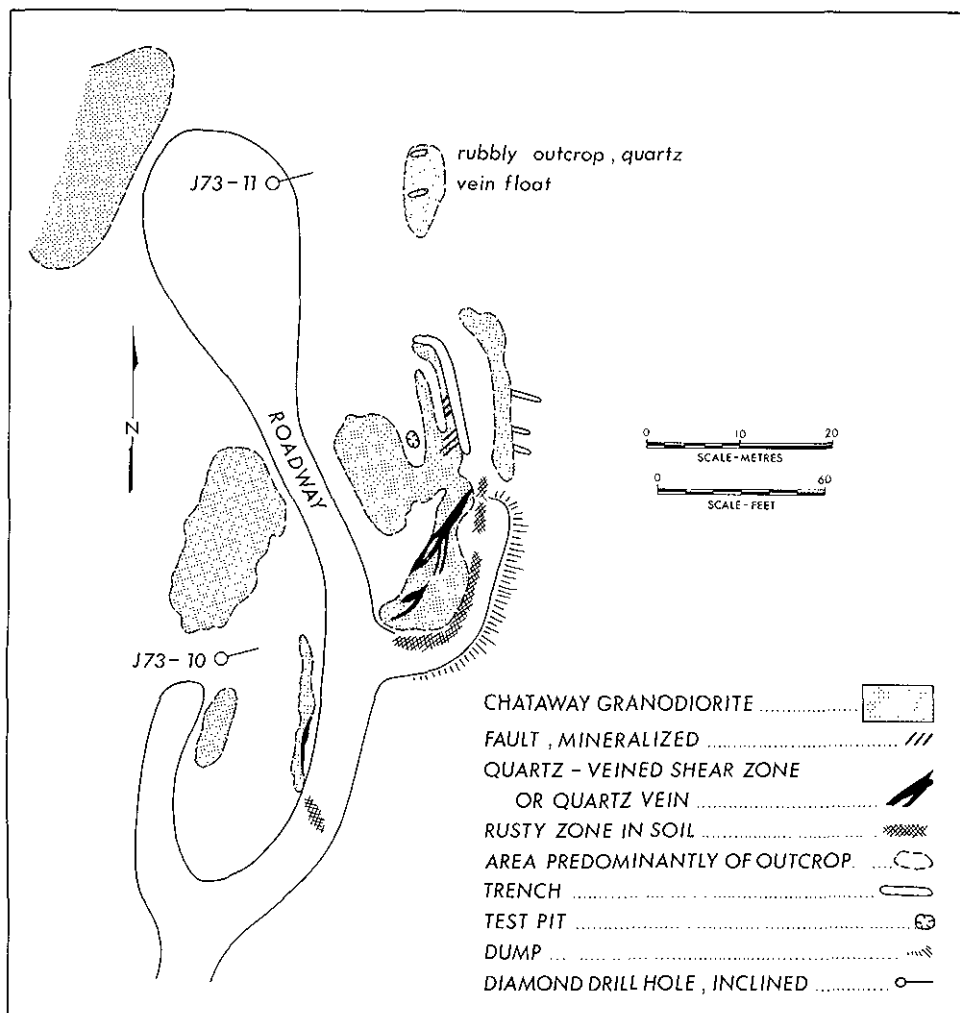 J73-11
rubbly outcrop, quartz
vein float
N
ROADWAY
0 10 20
SCALE-METRES
0 60
SCALE-FEET
J73-10
CHATAWAY GRANODIORITE
FAULT, MINERALIZED
QUARTZ-VEINED SHEAR ZONE
OR QUARTZ VEIN
RUSTY ZONE IN SOIL
AREA PREDOMINANTLY OF OUTCROP
TRENCH
TEST PIT
DUMP
DIAMOND DRILL HOLE, INCLINED